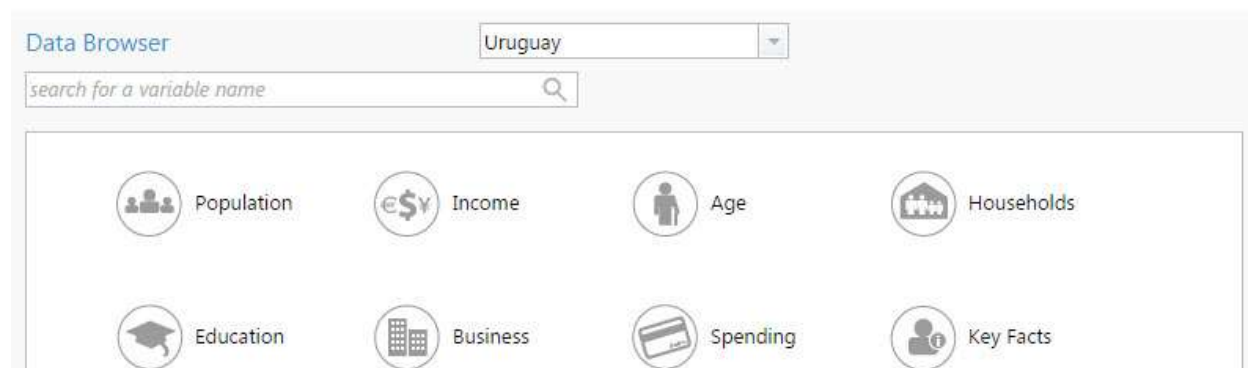 Data Browser
Uruguay
search for a variable name
Population
Income
Age
Households
Education
Business
Spending
Key Facts